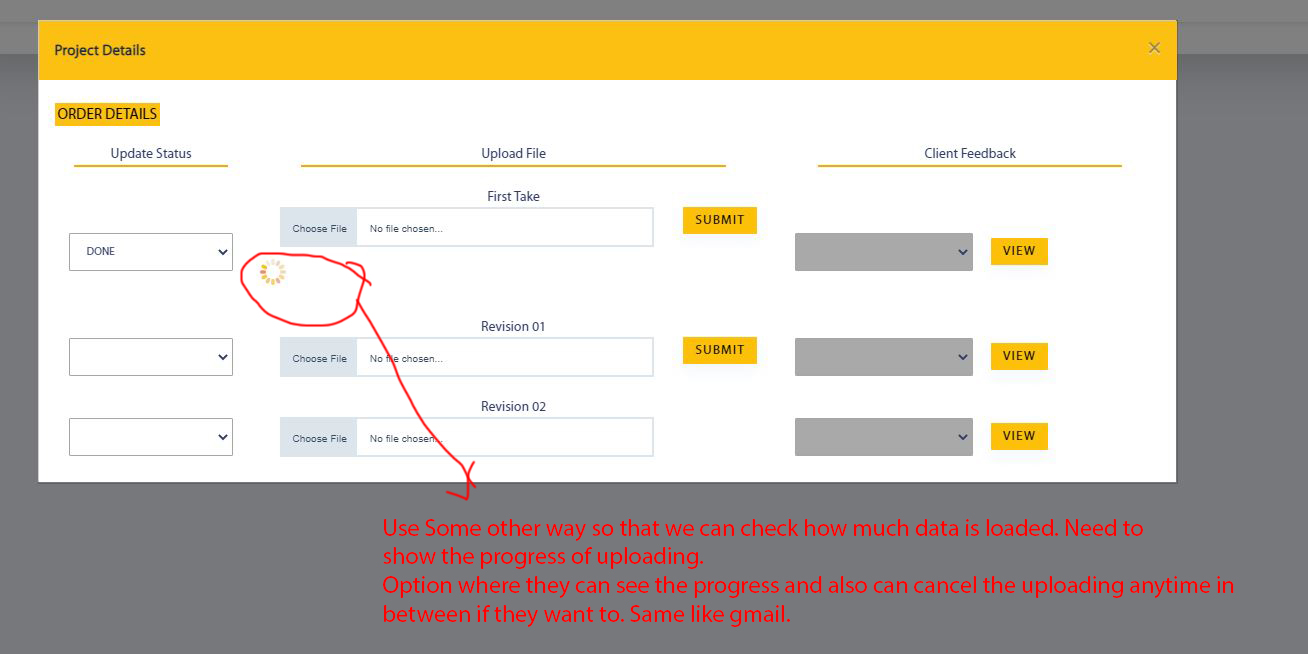 Project Details
×
ORDER DETAILS
Update Status
Upload File
Client Feedback
First Take
Choose File No file chosen...
SUBMIT
DONE
VIEW
Revision 01
Choose File No file chosen...
SUBMIT
VIEW
Revision 02
Choose File No file chosen...
VIEW
Use Some other way so that we can check how much data is loaded. Need to
show the progress of uploading.
Option where they can see the progress and also can cancel the uploading anytime in
between if they want to. Same like gmail.